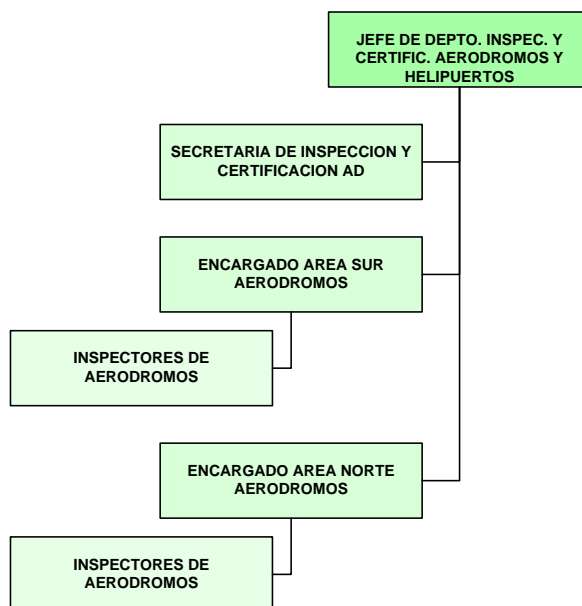 JEFE DE DEPTO. INSPEC. Y
CERTIFIC. AERODROMOS Y
HELIPUERTOS
SECRETARIA DE INSPECCION Y
CERTIFICACION AD
ENCARGADO AREA SUR
AERODROMOS
INSPECTORES DE
AERODROMOS
ENCARGADO AREA NORTE
AERODROMOS
INSPECTORES DE
AERODROMOS